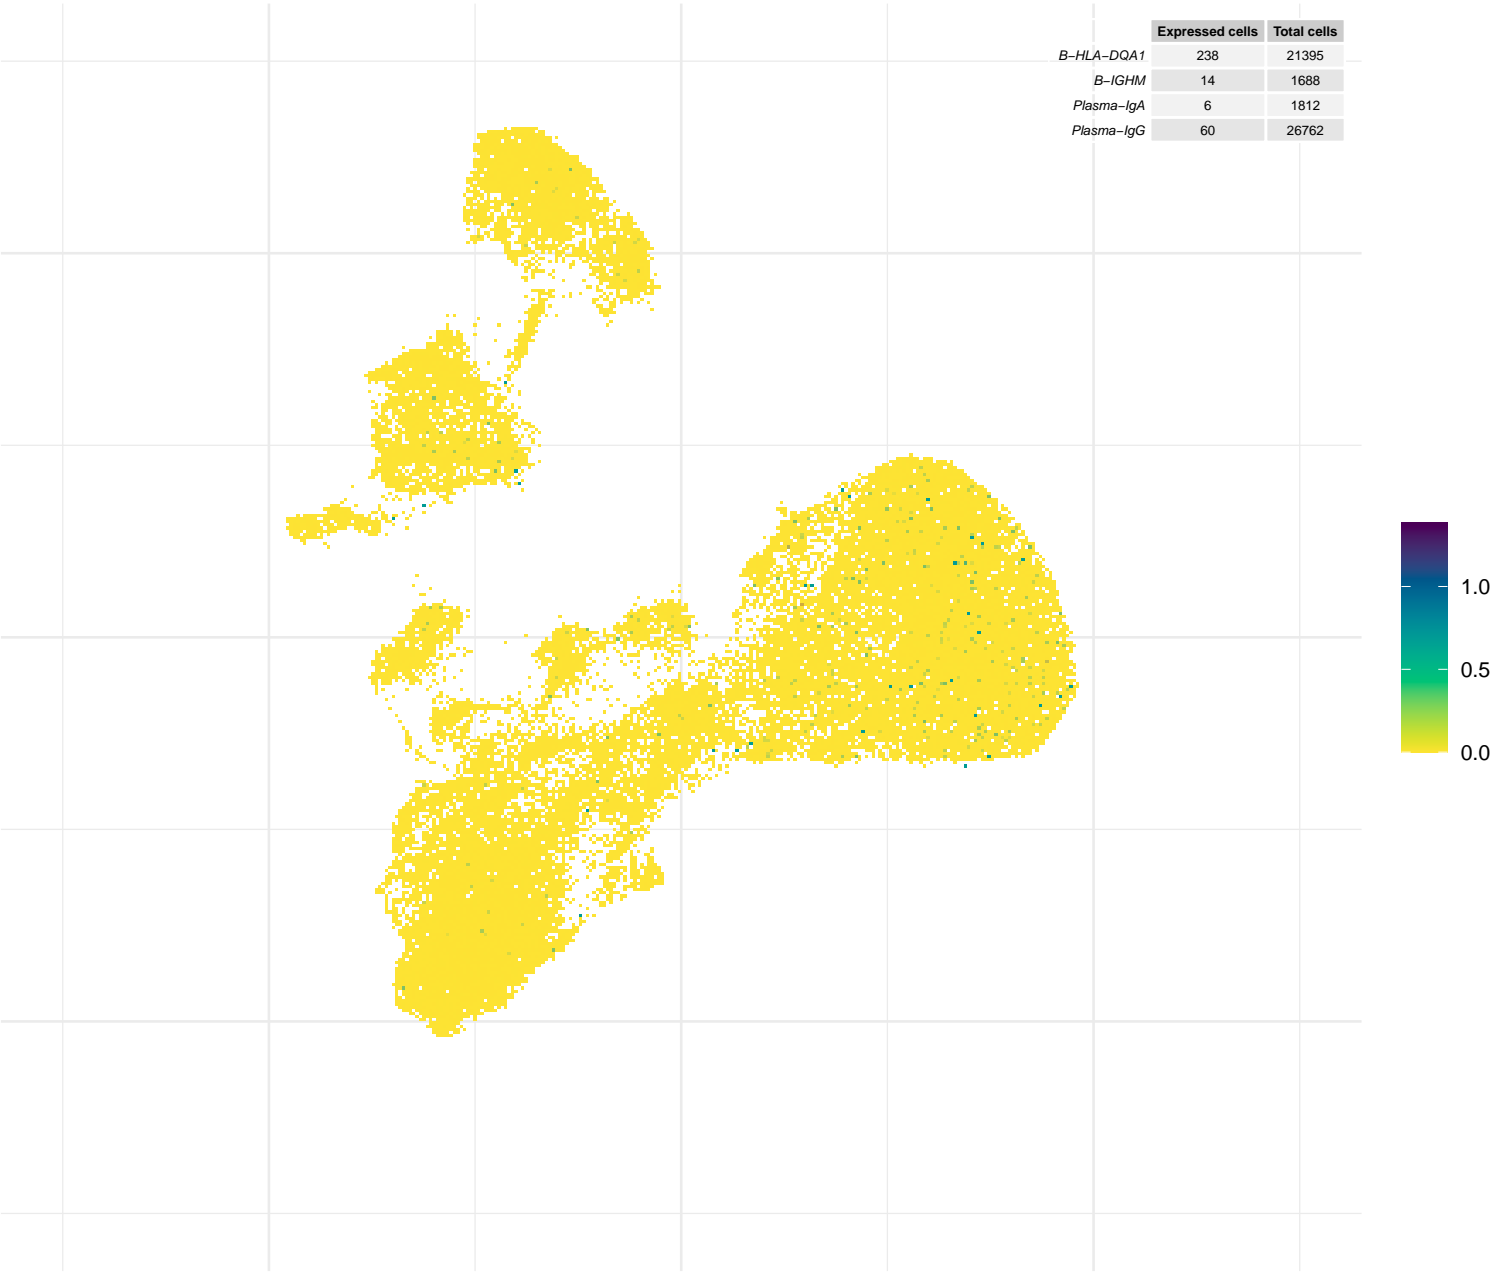 Expressed cells Total cells
B−HLA−DQA1 238 21395
B−IGHM 14 1688
Plasma−IgA 6 1812
Plasma−IgG 60 26762
1.0
0.5
0.0